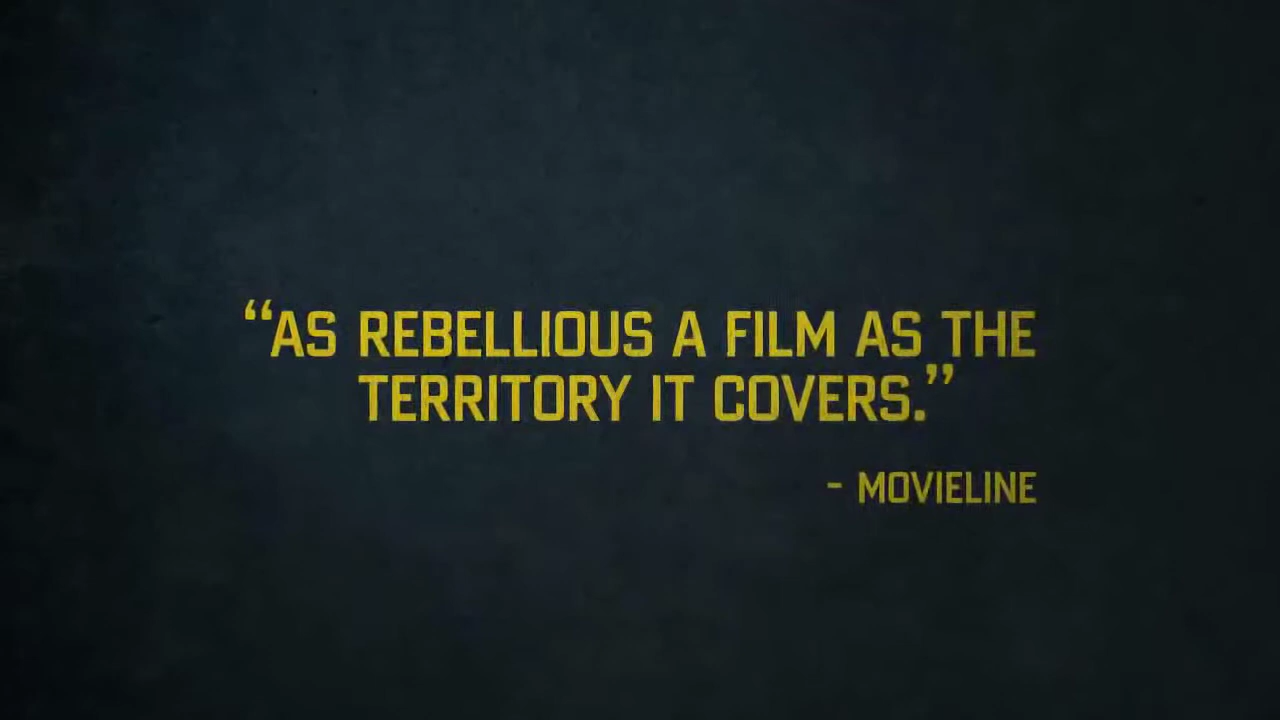 “AS REBELLIOUS A FILM AS THE
TERRITORY IT COVERS.”
- MOVIELINE